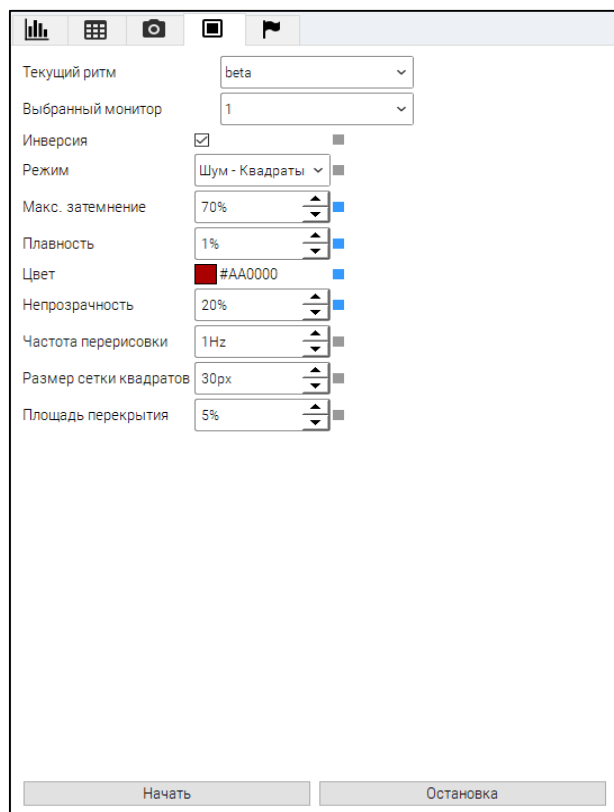 Текущий ритм beta
Выбранный монитор 1
Инверсия
Режим Шум - Квадраты
Макс. затемнение 70%
Плавность 1%
Цвет #AA0000
Непрозрачность 20%
Частота перерисовки 1Hz
Размер сетки квадратов 30px
Площадь перекрытия 5%
Начать Остановка